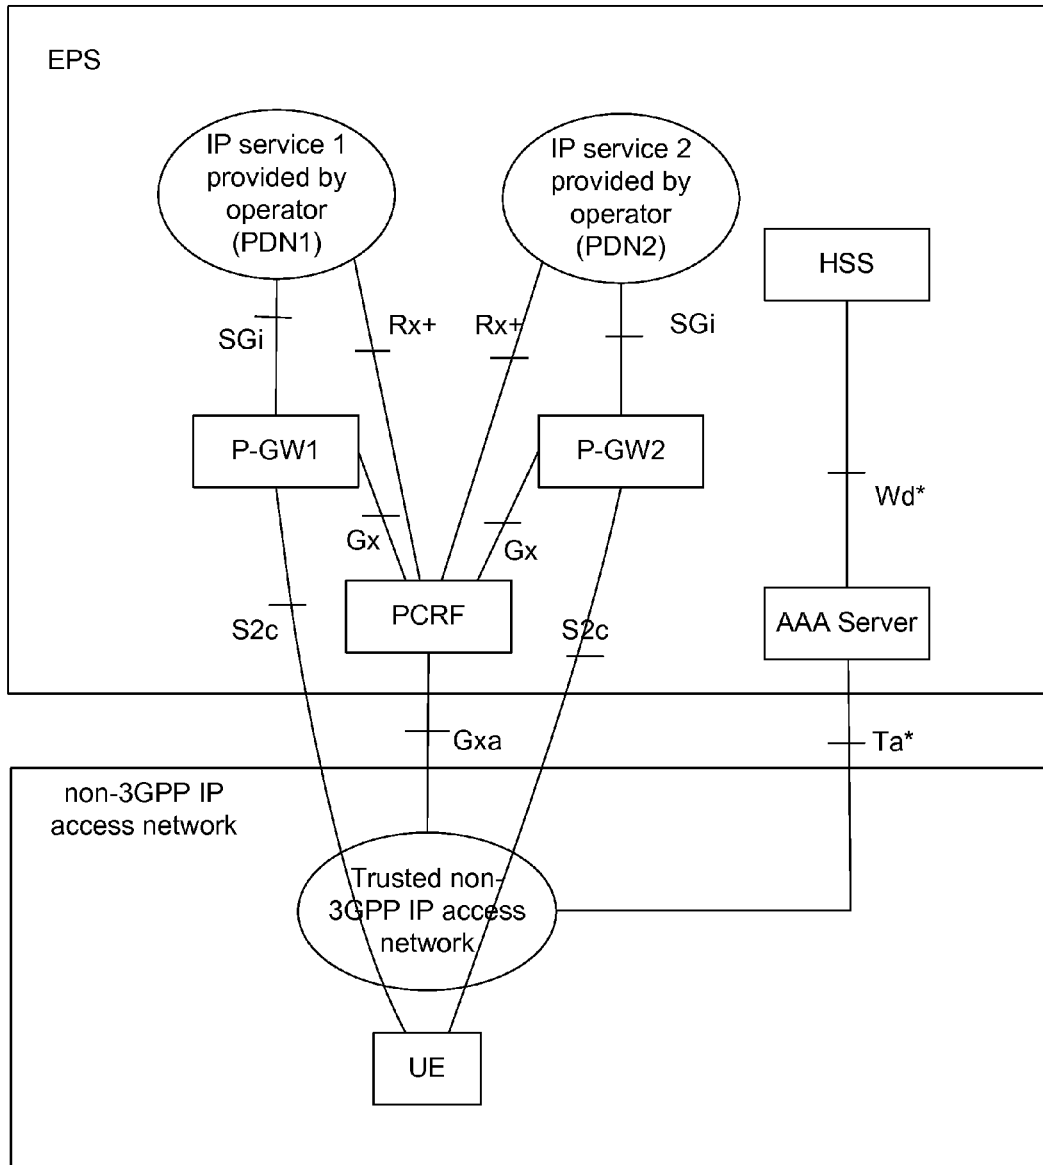 EPS
IP service 1
provided by
operator
(PDN1)
IP service 2
provided by
operator
(PDN2)
HSS
SGi
Rx+
Rx+
SGi
P-GW1
P-GW2
Wd*
Gx
Gx
S2c
PCRF
S2c
AAA Server
Gxa
Ta*
non-3GPP IP
access network
Trusted non-
3GPP IP access
network
UE